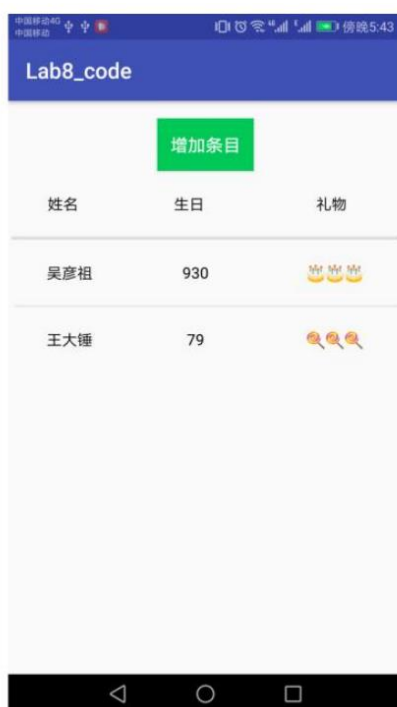 中国移动4G 傍晚5:43
中国移动
Lab8_code
增加条目
姓名 生日 礼物
吴彦祖 930 🎂🎂🎂
王大锤 79 🍭🍭🍭